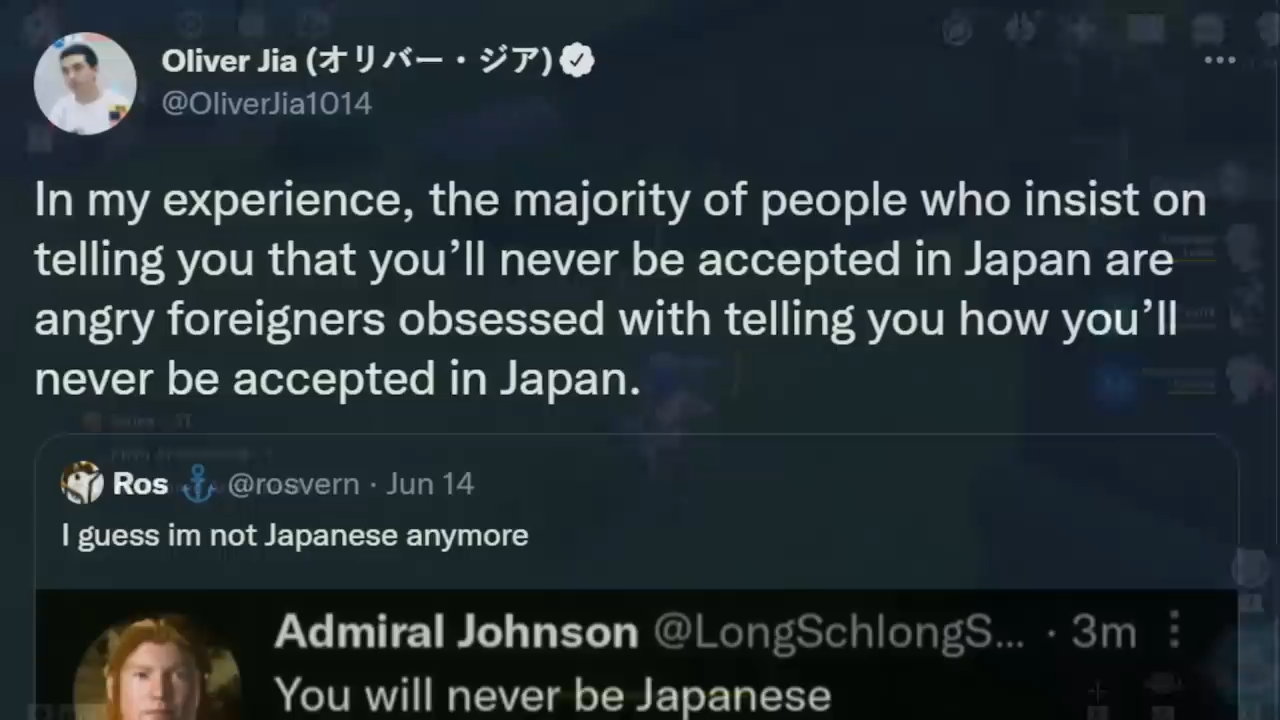 Oliver Jia (オリバー・ジア)
@OliverJia1014
In my experience, the majority of people who insist on
telling you that you’ll never be accepted in Japan are
angry foreigners obsessed with telling you how you’ll
never be accepted in Japan.
Ros @rosvern · Jun 14
I guess im not Japanese anymore
Admiral Johnson @LongSchlongS... · 3m
You will never be Japanese